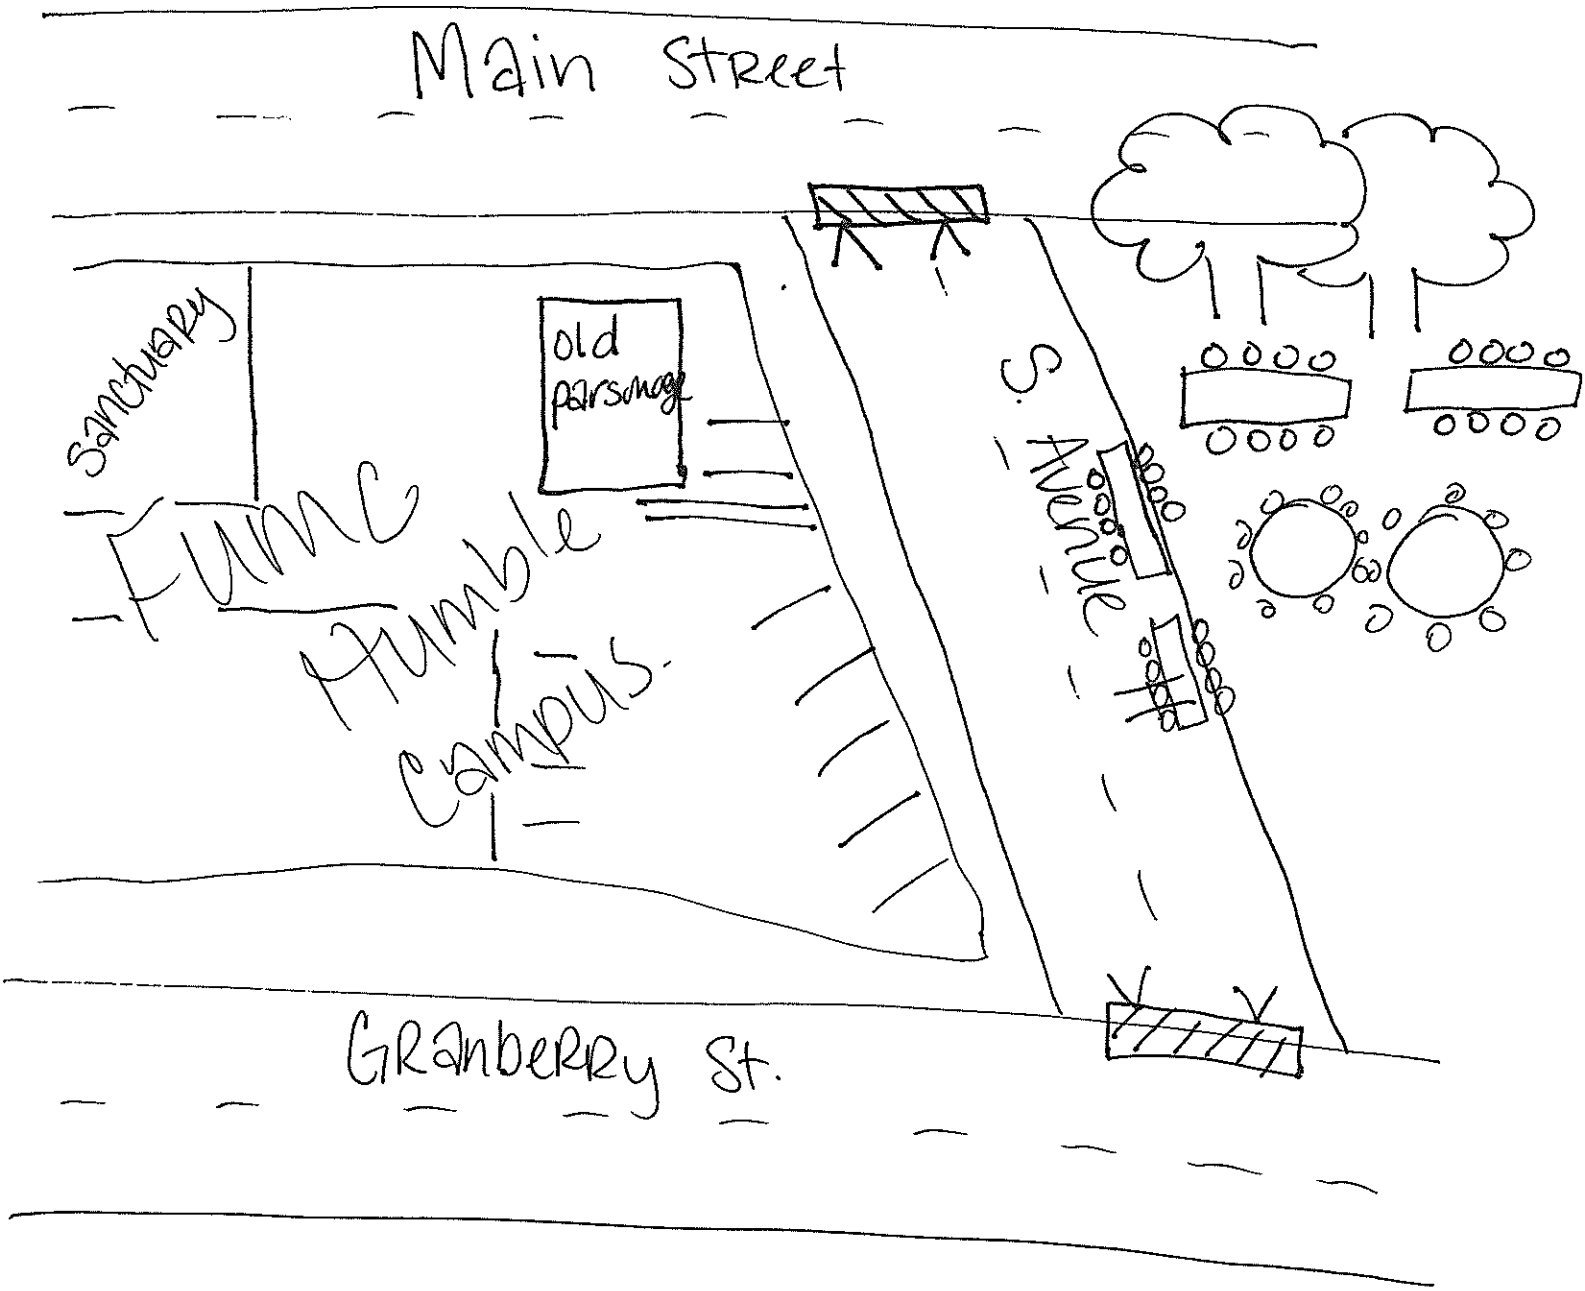 Main Street
Sanctuary
old
parsonage
S. Avenue
FUMC
Humble
Campus.
Granberry St.